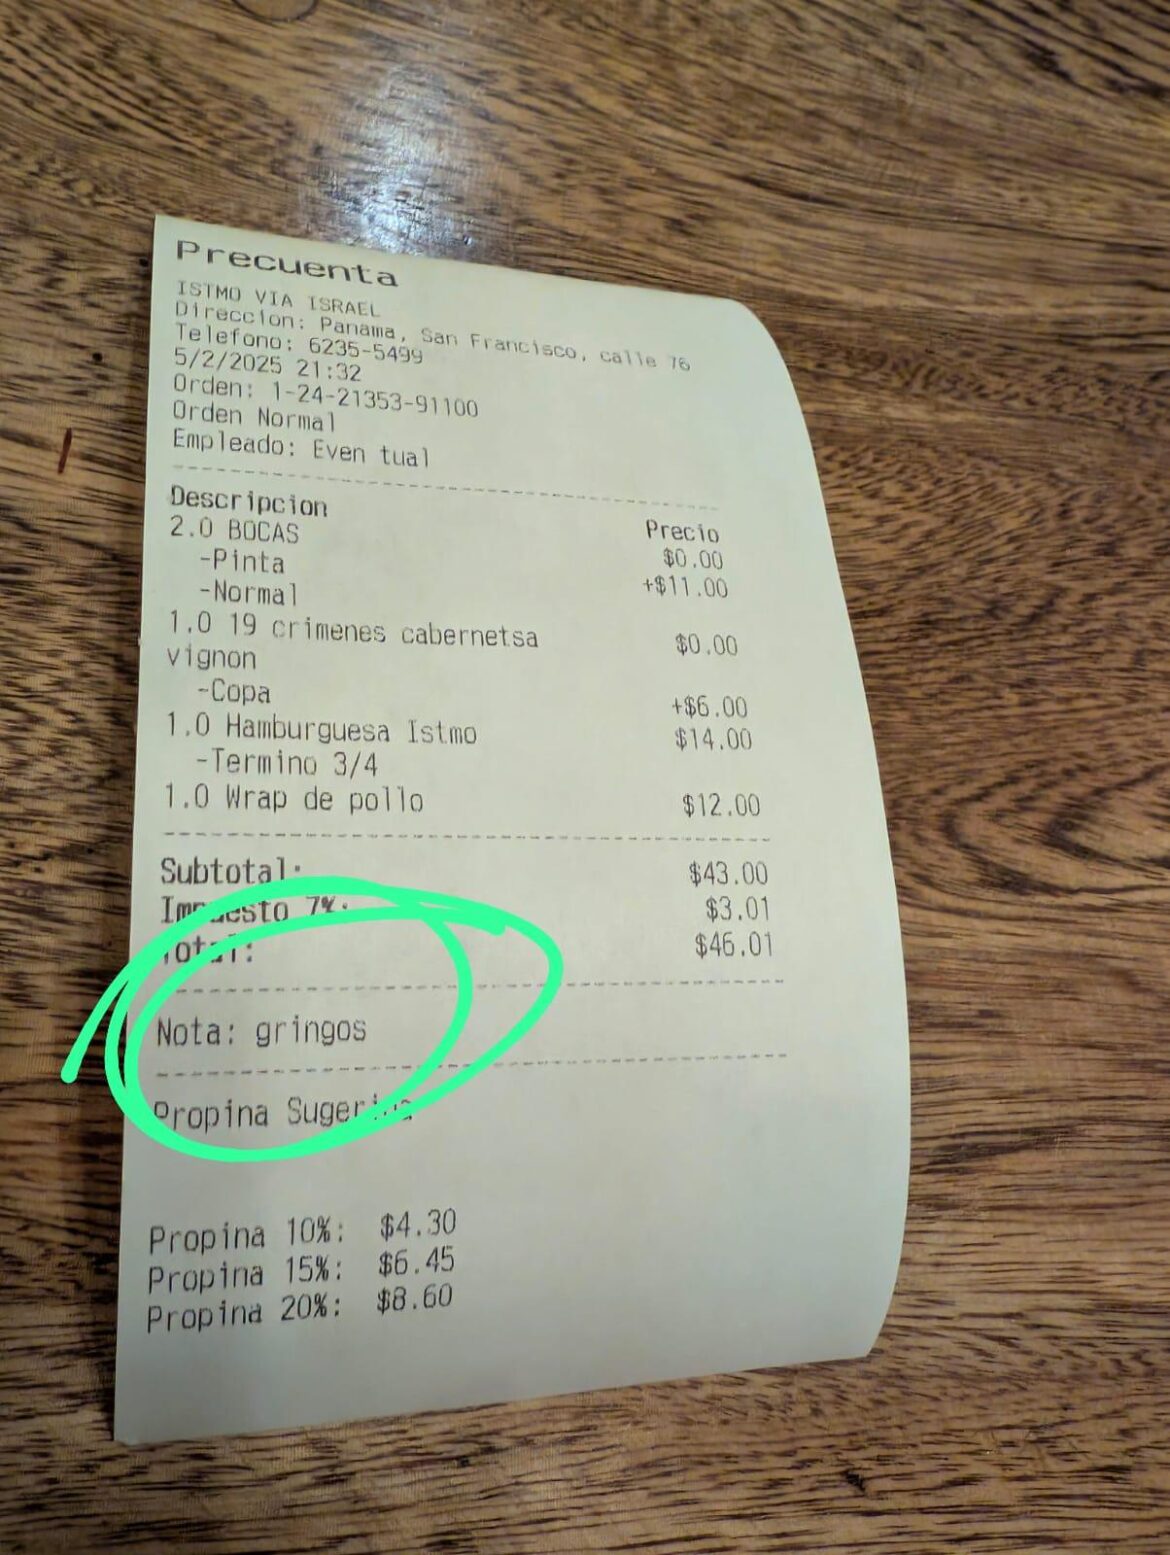 Precuenta
ISTMO VIA ISRAEL
Direccion: Panama, San Francisco, calle 76
Telefono: 6235-5499
5/2/2025 21:32
Orden: 1-24-21353-91100
Orden Normal
Empleado: Even tual
Descripcion Precio
2.0 BOCAS $0.00
-Pinta +$11.00
-Normal
1.0 19 crimenes cabernetsa $0.00
vignon
-Copa +$6.00
1.0 Hamburguesa Istmo $14.00
-Termino 3/4
1.0 Wrap de pollo $12.00
Subtotal: $43.00
Impuesto 7%: $3.01
Total: $46.01
Nota: gringos
Propina Sugerida
Propina 10%: $4.30
Propina 15%: $6.45
Propina 20%: $8.60